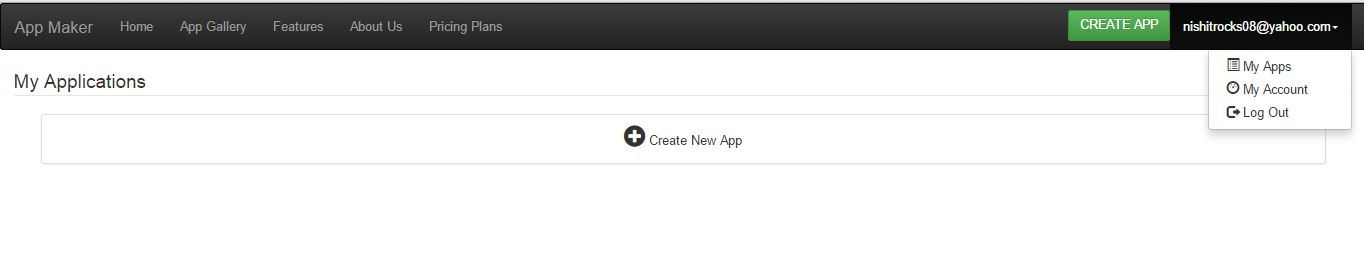 App Maker Home App Gallery Features About Us Pricing Plans CREATE APP nishitrocks08@yahoo.com
My Apps
My Applications
My Account
Log Out
Create New App